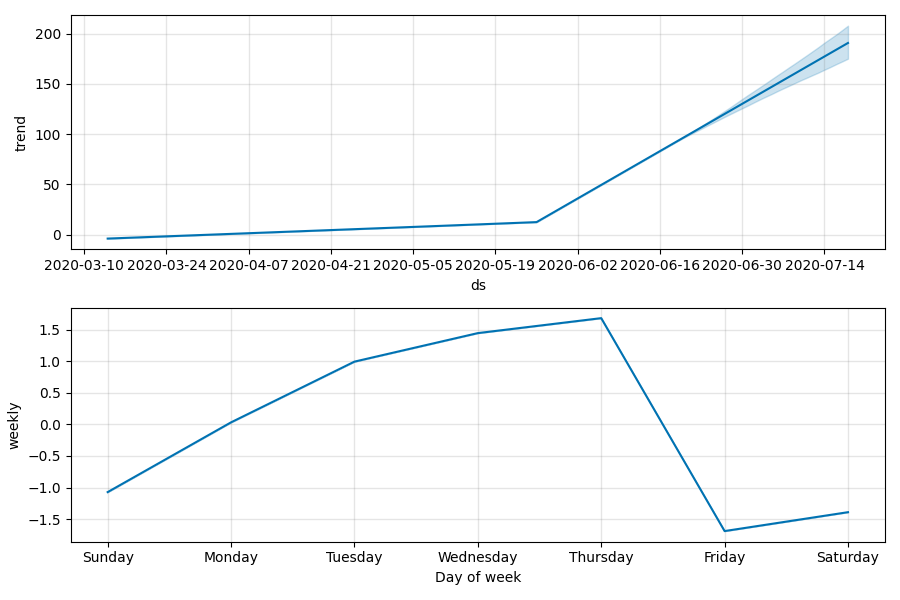 200
150
100
50
0
trend
2020-03-10 2020-03-24 2020-04-07 2020-04-21 2020-05-05 2020-05-19 2020-06-02 2020-06-16 2020-06-30 2020-07-14
ds
1.5
1.0
0.5
0.0
−0.5
−1.0
−1.5
weekly
Sunday Monday Tuesday Wednesday Thursday Friday Saturday
Day of week